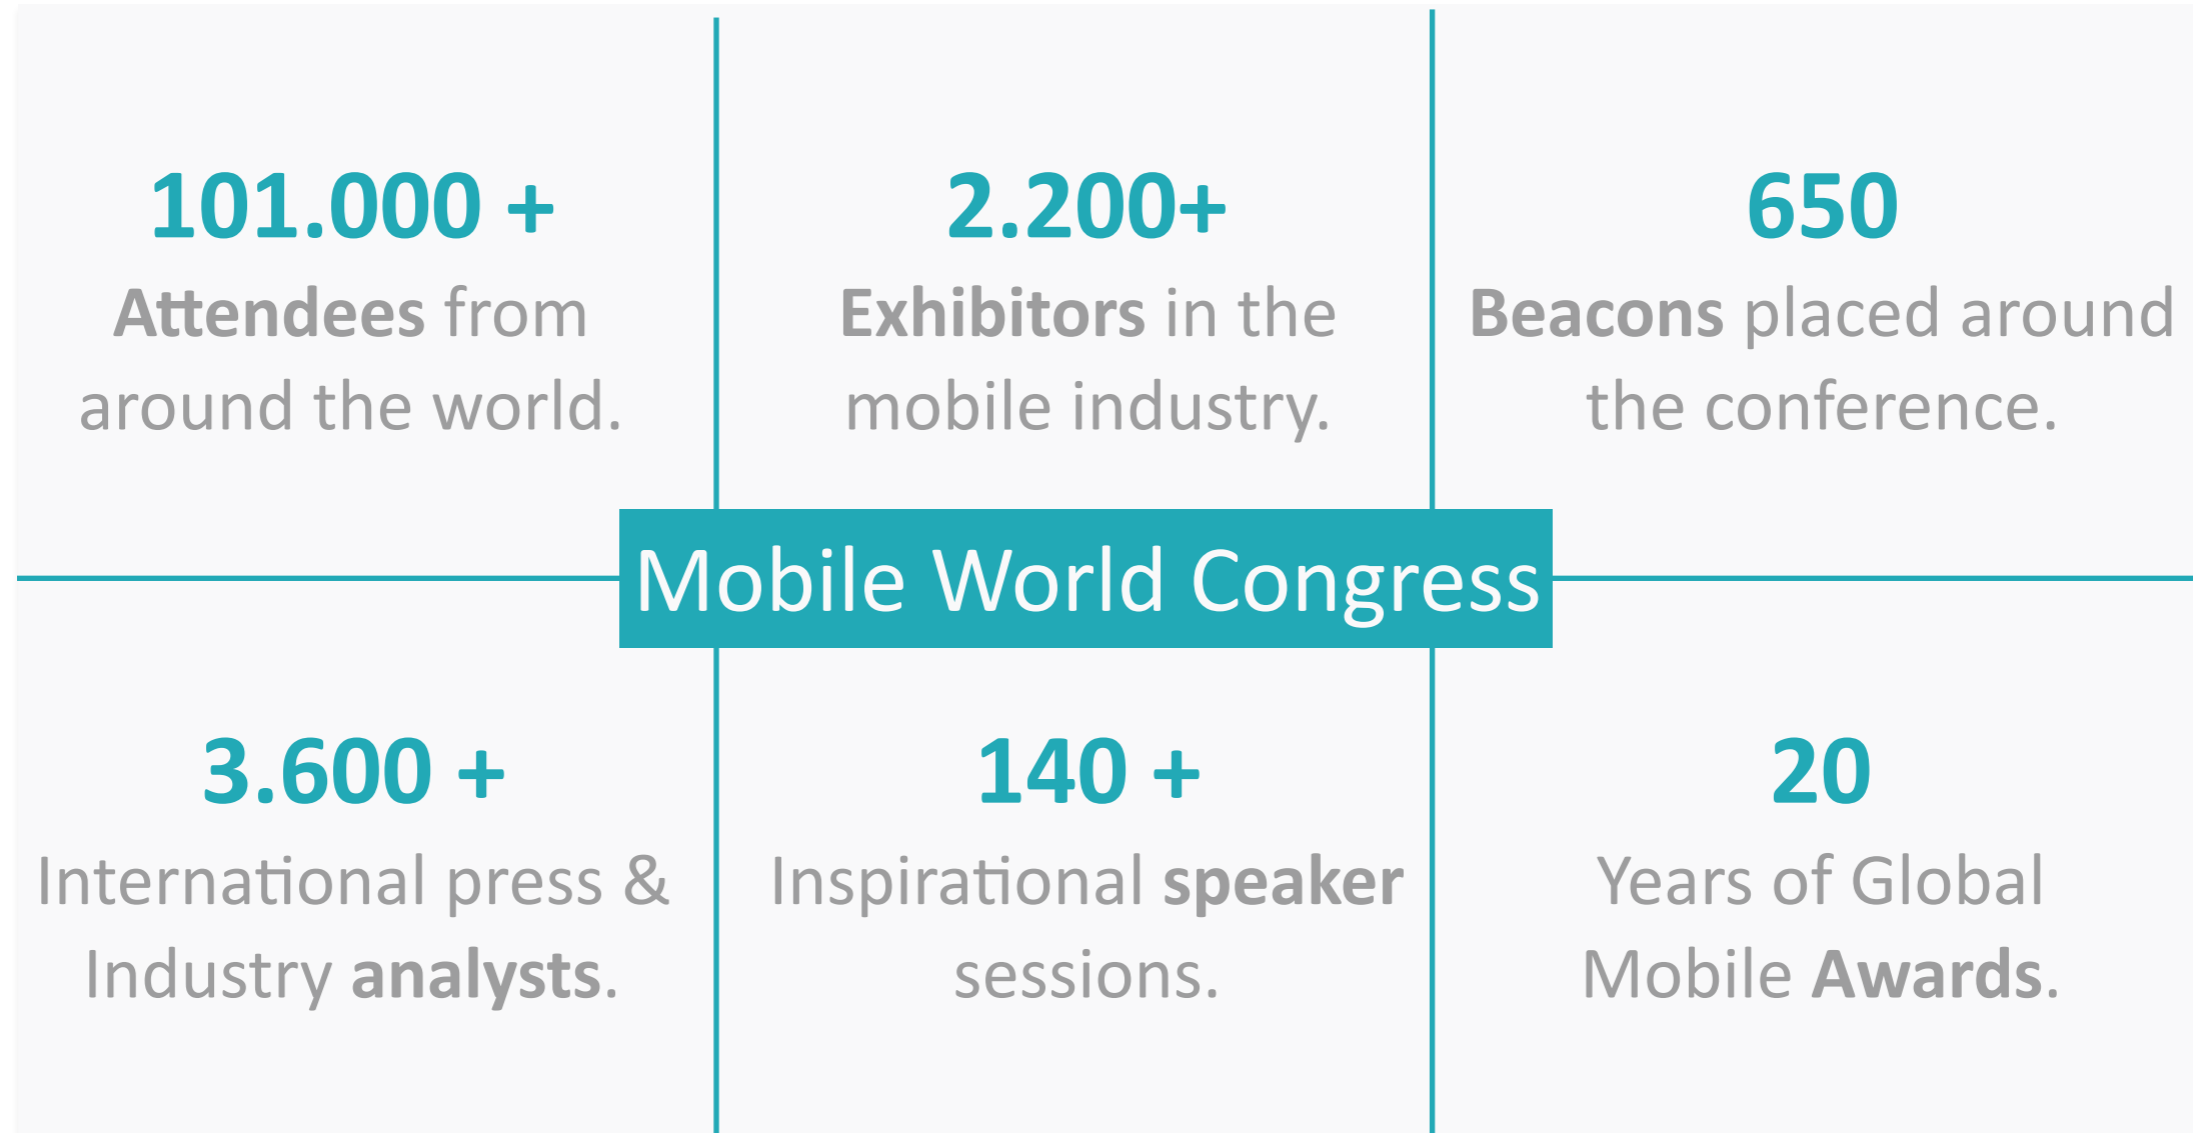 101.000 +
Attendees from
around the world.
2.200+
Exhibitors in the
mobile industry.
650
Beacons placed around
the conference.
Mobile World Congress
3.600 +
International press &
Industry analysts.
140 +
Inspirational speaker
sessions.
20
Years of Global
Mobile Awards.